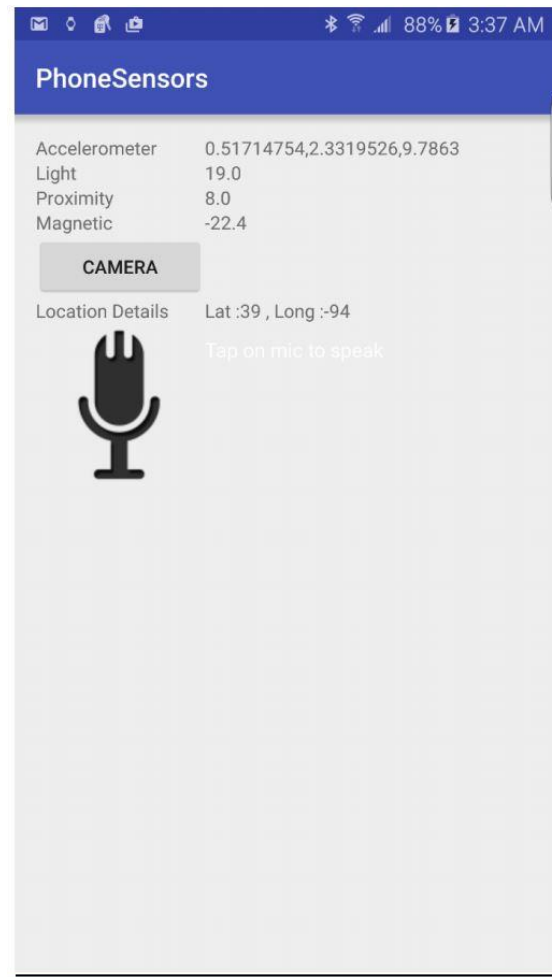 88% 3:37 AM
PhoneSensors
Accelerometer 0.51714754,2.3319526,9.7863
Light 19.0
Proximity 8.0
Magnetic -22.4
CAMERA
Location Details Lat :39 , Long :-94
Tap on mic to speak